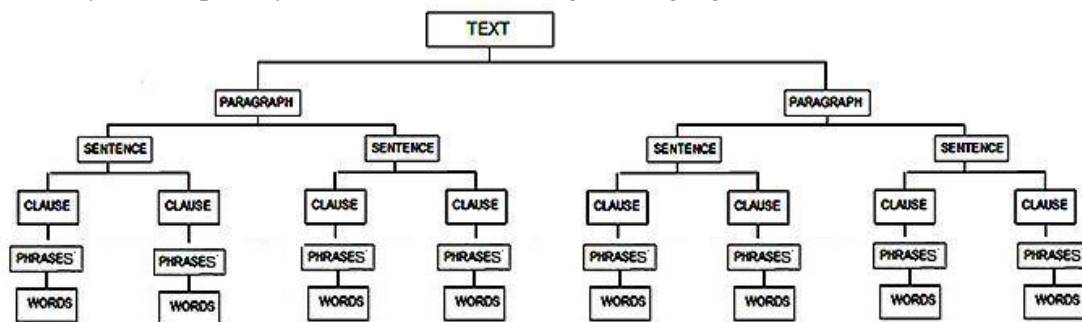 TEXT
PARAGRAPH PARAGRAPH
SENTENCE SENTENCE SENTENCE SENTENCE
CLAUSE CLAUSE CLAUSE CLAUSE CLAUSE CLAUSE CLAUSE CLAUSE
PHRASES PHRASES PHRASES PHRASES PHRASES PHRASES PHRASES PHRASES
WORDS WORDS WORDS WORDS WORDS WORDS WORDS WORDS